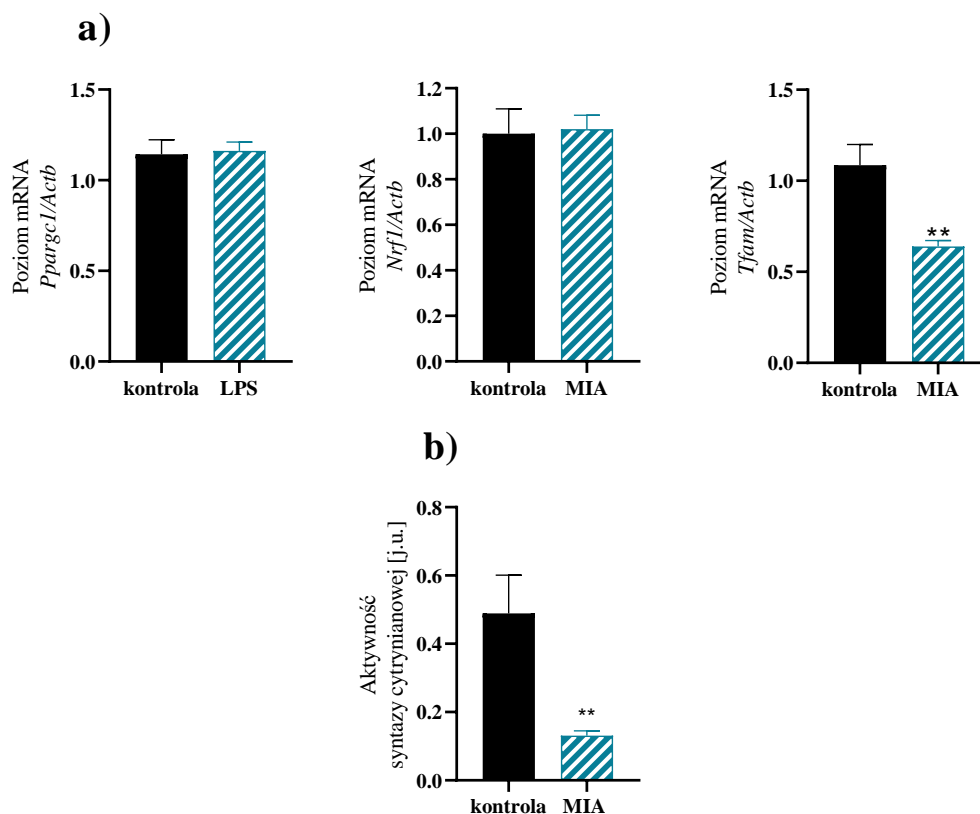 a)
Poziom mRNA
Ppargc1/Actb
1.5
1.0
0.5
0.0
kontrola LPS
Poziom mRNA
Nrf1/Actb
1.2
1.0
0.8
0.6
0.4
0.2
0.0
kontrola MIA
Poziom mRNA
Tfam/Actb
1.5
1.0
0.5
0.0
**
kontrola MIA
b)
Aktywność
syntazy cytrynianowej [j.u.]
0.8
0.6
0.4
0.2
0.0
**
kontrola MIA